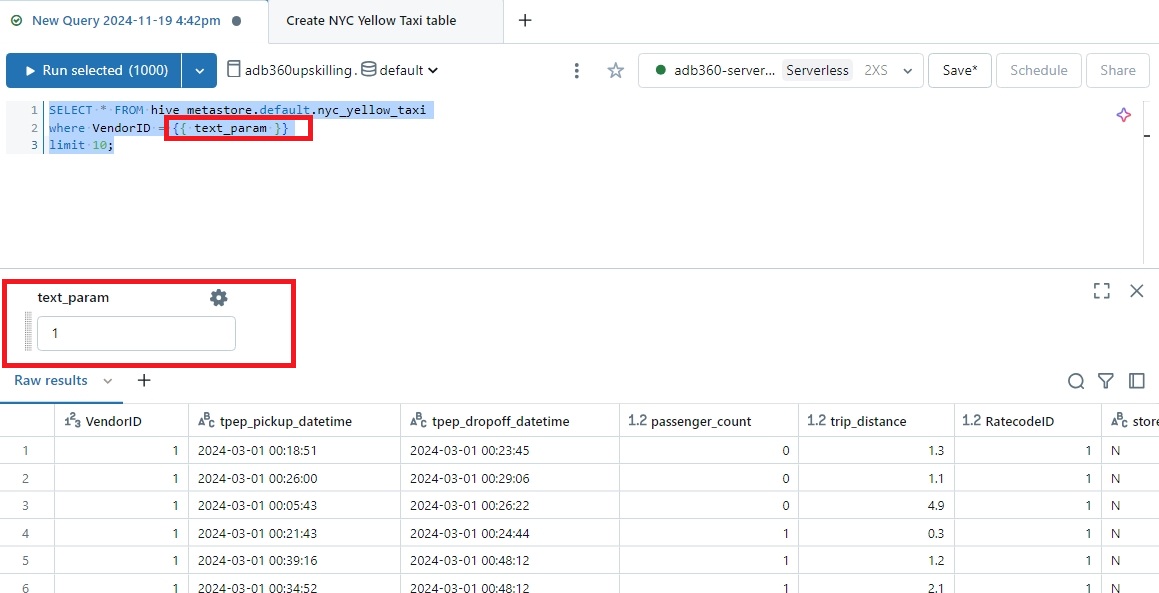 New Query 2024-11-19 4:42pm
Create NYC Yellow Taxi table
+
Run selected (1000)
adb360upskilling.
default
adb360-server...
Serverless
2XS
Save*
Schedule
Share
1 SELECT * FROM hive_metastore.default.nyc_yellow_taxi
2 where VendorID = {{ text_param }}
3 limit 10;
text_param
1
Raw results
+
1²3 VendorID ABC tpep_pickup_datetime ABC tpep_dropoff_datetime 1.2 passenger_count 1.2 trip_distance 1.2 RatecodeID ABC store
1 1 2024-03-01 00:18:51 2024-03-01 00:23:45 0 1.3 1 N
2 1 2024-03-01 00:26:00 2024-03-01 00:29:06 0 1.1 1 N
3 1 2024-03-01 00:05:43 2024-03-01 00:26:22 0 4.9 1 N
4 1 2024-03-01 00:21:43 2024-03-01 00:24:44 1 0.3 1 N
5 1 2024-03-01 00:39:16 2024-03-01 00:48:12 1 1.2 1 N
6 1 2024-03-01 00:34:52 2024-03-01 00:48:12 1 2.1 1 N